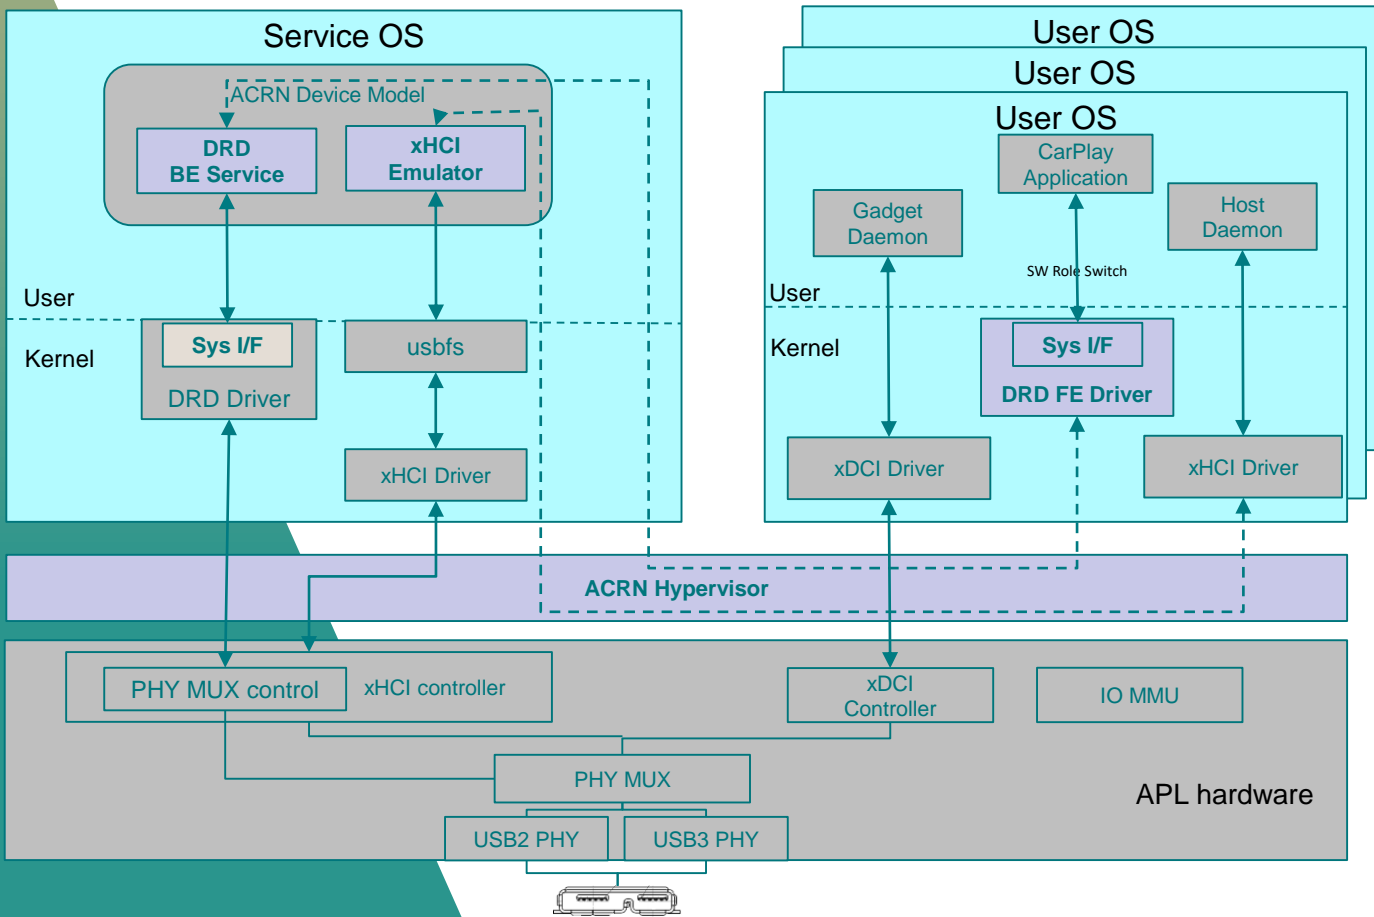 Service OS
ACRN Device Model
DRD
BE Service
xHCI
Emulator
User
Kernel
Sys I/F
DRD Driver
usbfs
xHCI Driver
User OS
User OS
User OS
CarPlay
Application
Gadget
Daemon
Host
Daemon
SW Role Switch
User
Kernel
Sys I/F
DRD FE Driver
xDCI Driver
xHCI Driver
ACRN Hypervisor
PHY MUX control
xHCI controller
xDCI
Controller
IO MMU
PHY MUX
APL hardware
USB2 PHY
USB3 PHY